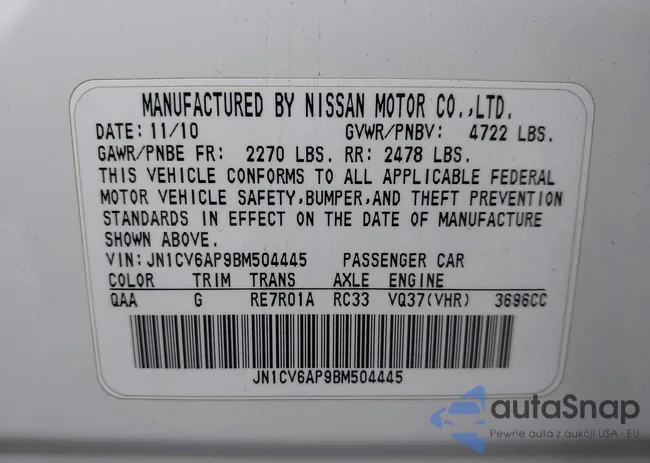 MANUFACTURED BY NISSAN MOTOR CO.,LTD.
DATE: 11/10 GVWR/PNBV: 4722 LBS.
GAWR/PNBE FR: 2270 LBS. RR: 2478 LBS.
THIS VEHICLE CONFORMS TO ALL APPLICABLE FEDERAL
MOTOR VEHICLE SAFETY,BUMPER,AND THEFT PREVENTION
STANDARDS IN EFFECT ON THE DATE OF MANUFACTURE
SHOWN ABOVE.
VIN: JN1CV6AP9BM504445 PASSENGER CAR
COLOR TRIM TRANS AXLE ENGINE
QAA G RE7R01A RC33 VQ37(VHR) 3696CC
JN1CV6AP9BM504445
autaSnap
Pewne auta z aukcji USA i EU